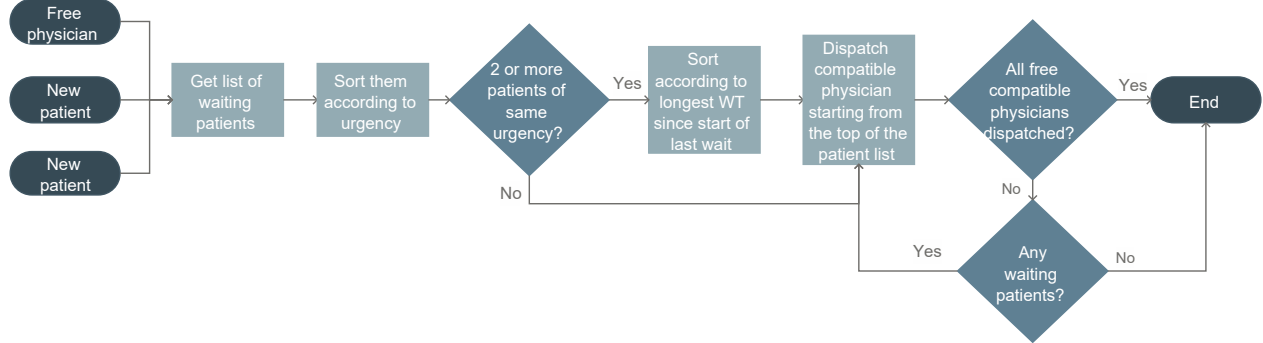 Free
physician
New
patient
New
patient
Get list of
waiting
patients
Sort them
according to
urgency
2 or more
patients of
same
urgency?
Yes
No
Sort
according to
longest WT
since start of
last wait
Dispatch
compatible
physician
starting from
the top of the
patient list
All free
compatible
physicians
dispatched?
Yes
No
End
Any
waiting
patients?
Yes
No